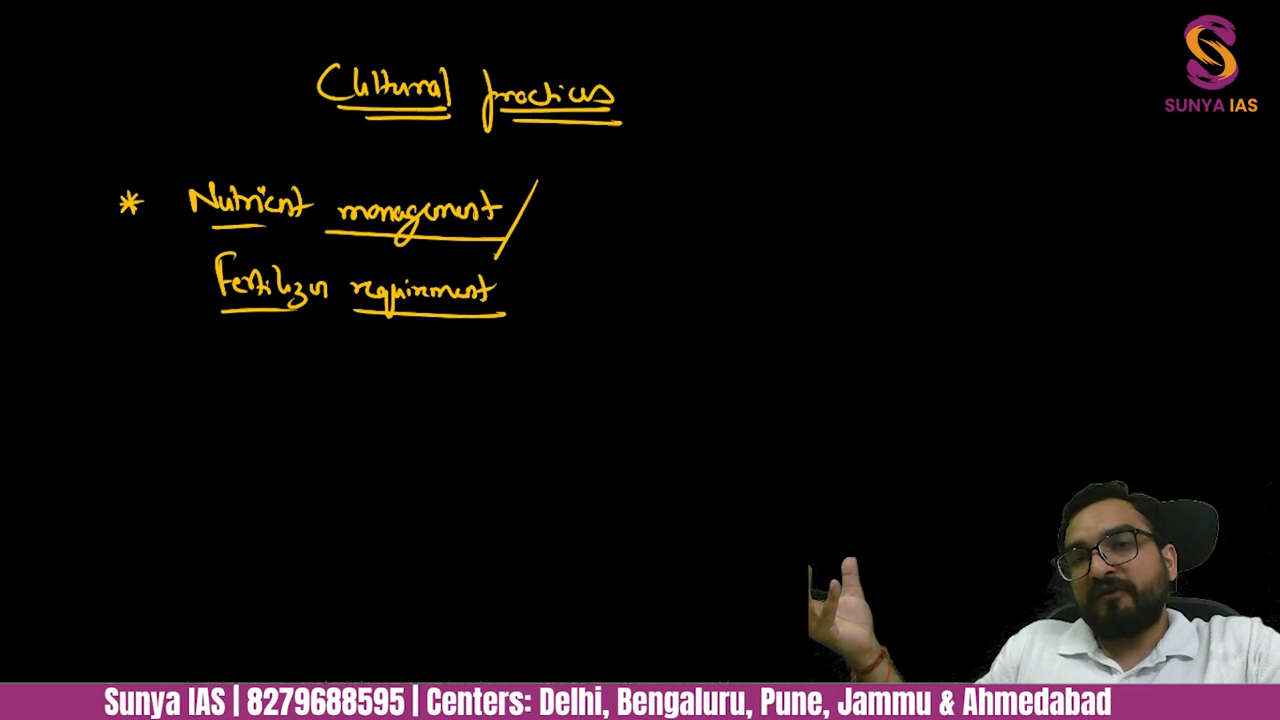 Cultural practices
SUNYA IAS
* Nutrient management /
Fertilizer requirement
Sunya IAS | 8279688595 | Centers: Delhi, Bengaluru, Pune, Jammu & Ahmedabad